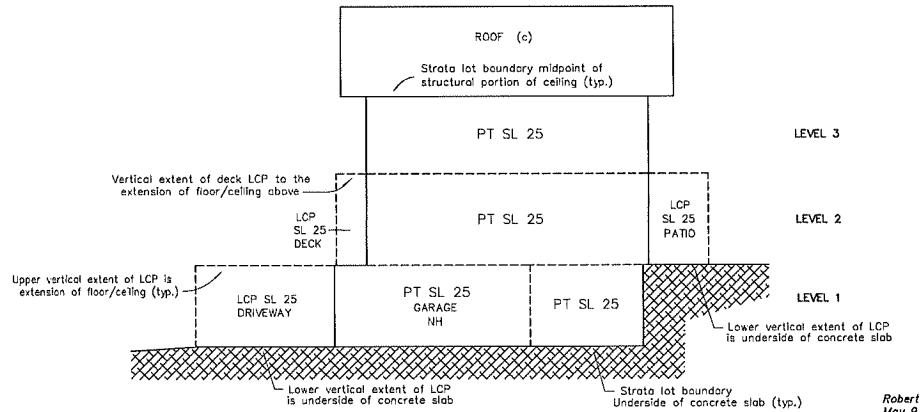 ROOF (c)
Strata lot boundary midpoint of
structural portion of ceiling (typ.)
PT SL 25
LEVEL 3
Vertical extent of deck LCP to the
extension of floor/ceiling above
LCP
SL 25
DECK
PT SL 25
LCP
SL 25
PATIO
LEVEL 2
Upper vertical extent of LCP is
extension of floor/ceiling (typ.)
LCP SL 25
DRIVEWAY
PT SL 25
GARAGE
NH
PT SL 25
LEVEL 1
Lower vertical extent of LCP
is underside of concrete slab
Lower vertical extent of LCP
is underside of concrete slab
Strata lot boundary
Underside of concrete slab (typ.)
Robert
May 9